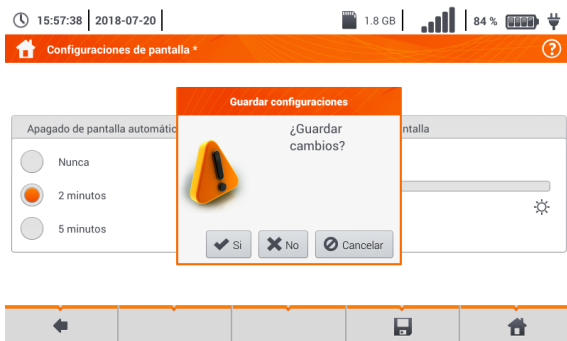 15:57:38 2018-07-20 1.8 GB 84 %
Configuraciones de pantalla * ?
Guardar configuraciones
Apagado de pantalla automátic ntalla
¿Guardar
cambios?
Nunca
2 minutos
5 minutos
Si No Cancelar